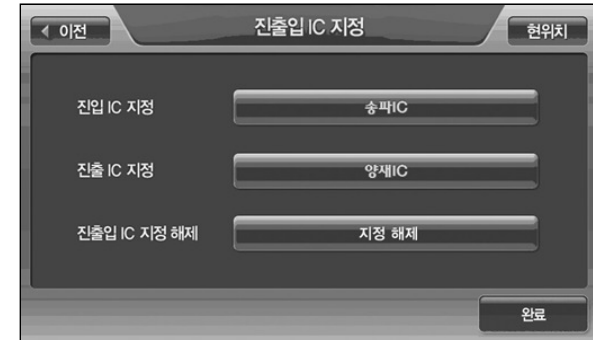 이전
진출입 IC 지정
현위치
진입 IC 지정
송파IC
진출 IC 지정
양재IC
진출입 IC 지정 해제
지정 해제
완료